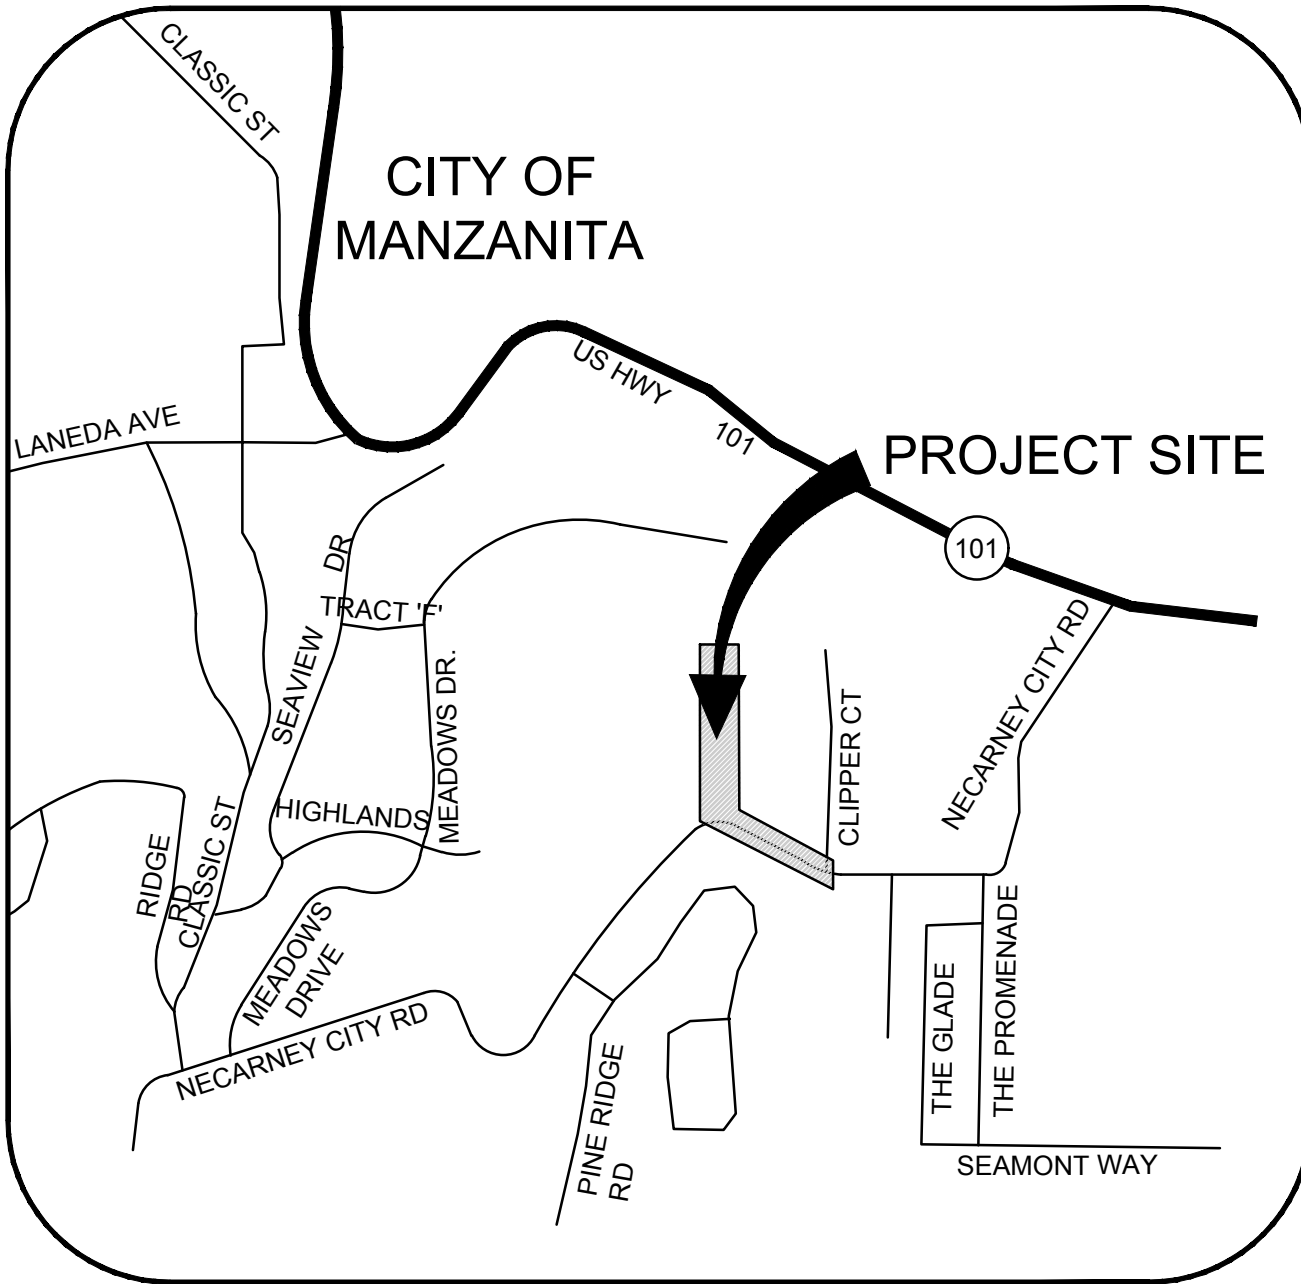 CLASSIC ST
CITY OF
MANZANITA
US HWY
101
LANEDA AVE
PROJECT SITE
101
DR
TRACT 'F'
SEAVIEW
MEADOWS DR.
NECARNEY CITY RD
CLIPPER CT
HIGHLANDS
CLASSIC ST
RIDGE
RD
MEADOWS
DRIVE
NECARNEY CITY RD
THE GLADE
THE PROMENADE
PINE RIDGE
RD
SEAMONT WAY